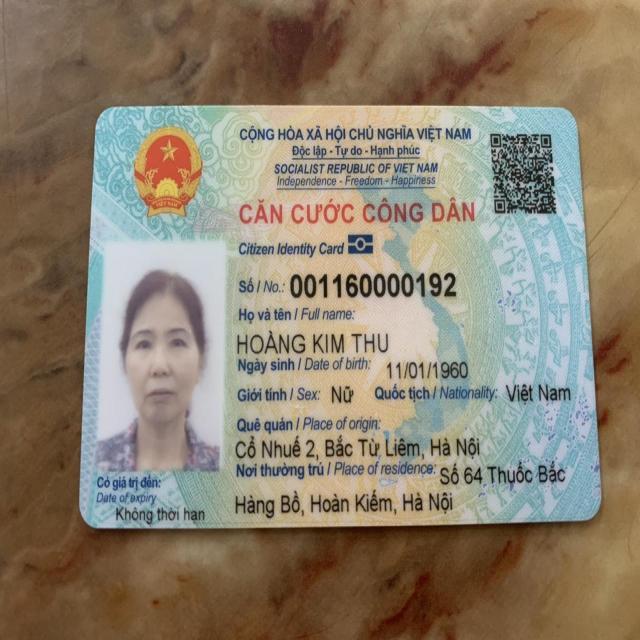 CỘNG HÒA XÃ HỘI CHỦ NGHĨA VIỆT NAM
Độc lập - Tự do - Hạnh phúc
SOCIALIST REPUBLIC OF VIET NAM
Independence - Freedom - Happiness
CĂN CƯỚC CÔNG DÂN
Citizen Identity Card
Số / No.: 001160000192
Họ và tên / Full name:
HOÀNG KIM THU
Ngày sinh / Date of birth: 11/01/1960
Giới tính / Sex: Nữ Quốc tịch / Nationality: Việt Nam
Quê quán / Place of origin:
Cổ Nhuế 2, Bắc Từ Liêm, Hà Nội
Nơi thường trú / Place of residence: Số 64 Thuốc Bắc
Hàng Bồ, Hoàn Kiếm, Hà Nội
Có giá trị đến:
Date of expiry
Không thời hạn